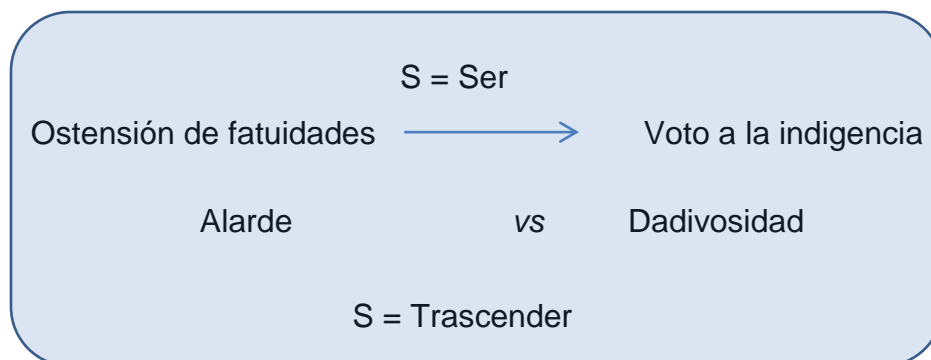 S = Ser
Ostensión de fatuidades Voto a la indigencia
Alarde vs Dadivosidad
S = Trascender